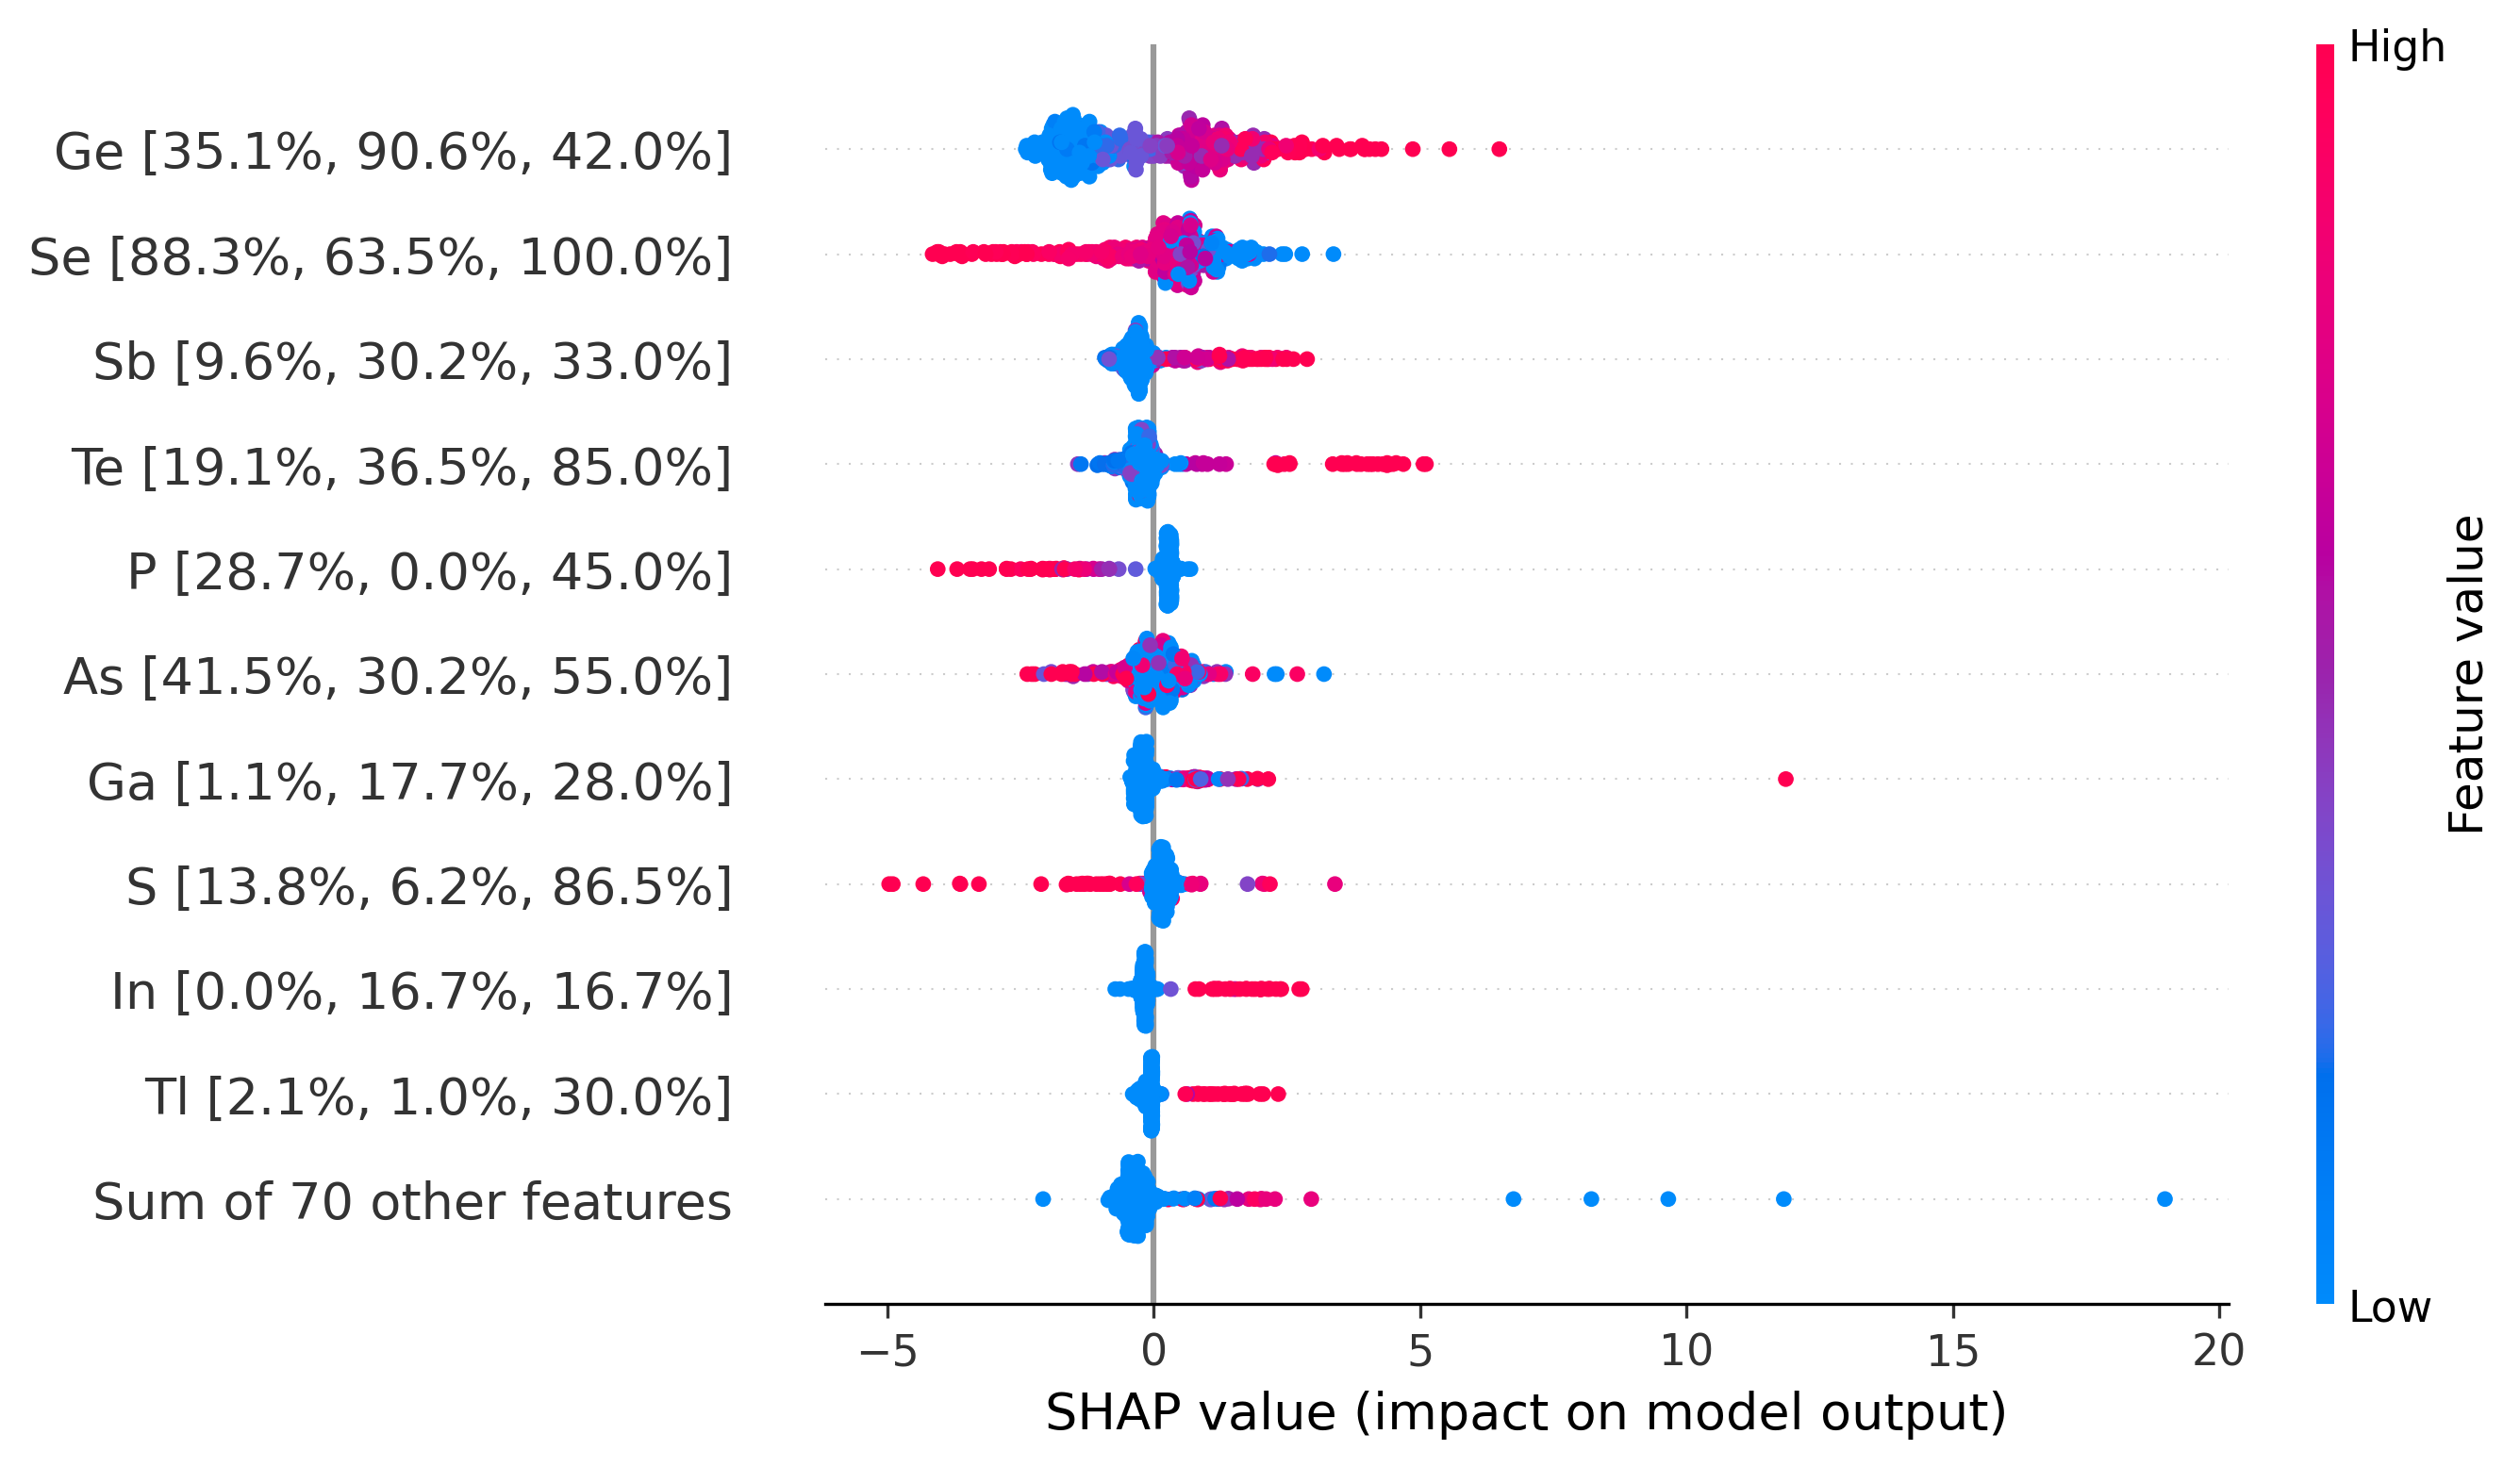 High
Ge [35.1%, 90.6%, 42.0%]
Se [88.3%, 63.5%, 100.0%]
Sb [9.6%, 30.2%, 33.0%]
Te [19.1%, 36.5%, 85.0%]
P [28.7%, 0.0%, 45.0%]
As [41.5%, 30.2%, 55.0%]
Ga [1.1%, 17.7%, 28.0%]
S [13.8%, 6.2%, 86.5%]
In [0.0%, 16.7%, 16.7%]
Tl [2.1%, 1.0%, 30.0%]
Sum of 70 other features
Feature value
Low
−5 0 5 10 15 20
SHAP value (impact on model output)